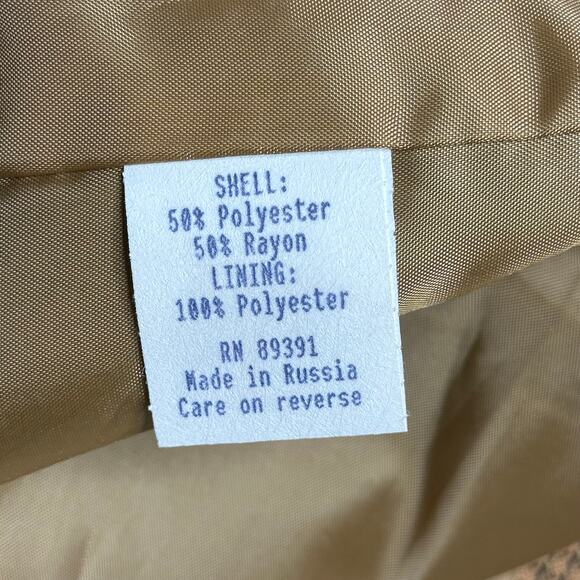 SHELL:
50% Polyester
50% Rayon
LINING:
100% Polyester
RN 89391
Made in Russia
Care on reverse